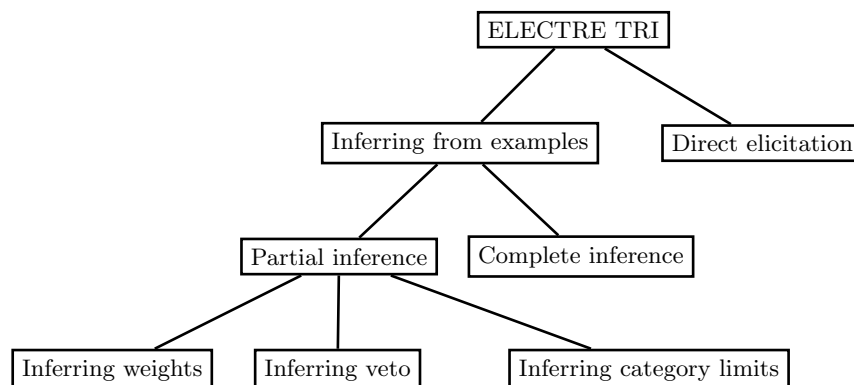 ELECTRE TRI
Inferring from examples
Direct elicitation
Partial inference
Complete inference
Inferring weights
Inferring veto
Inferring category limits